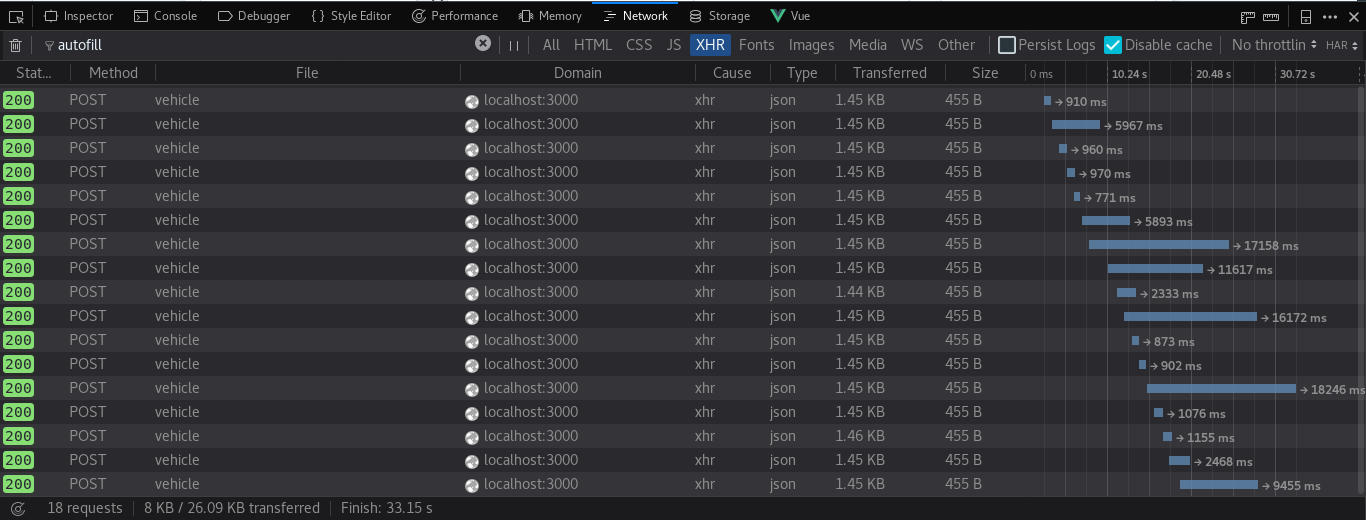 Inspector Console Debugger {} Style Editor Performance Memory Network Storage Vue
autofill All HTML CSS JS XHR Fonts Images Media WS Other Persist Logs Disable cache No throttlin HAR
Stat... Method File Domain Cause Type Transferred Size 0 ms 10.24 s 20.48 s 30.72 s
200 POST vehicle localhost:3000 xhr json 1.45 KB 455 B → 910 ms
200 POST vehicle localhost:3000 xhr json 1.45 KB 455 B → 5967 ms
200 POST vehicle localhost:3000 xhr json 1.45 KB 455 B → 960 ms
200 POST vehicle localhost:3000 xhr json 1.45 KB 455 B → 970 ms
200 POST vehicle localhost:3000 xhr json 1.45 KB 455 B → 771 ms
200 POST vehicle localhost:3000 xhr json 1.45 KB 455 B → 5893 ms
200 POST vehicle localhost:3000 xhr json 1.45 KB 455 B → 17158 ms
200 POST vehicle localhost:3000 xhr json 1.45 KB 455 B → 11617 ms
200 POST vehicle localhost:3000 xhr json 1.44 KB 455 B → 2333 ms
200 POST vehicle localhost:3000 xhr json 1.45 KB 455 B → 16172 ms
200 POST vehicle localhost:3000 xhr json 1.45 KB 455 B → 873 ms
200 POST vehicle localhost:3000 xhr json 1.45 KB 455 B → 902 ms
200 POST vehicle localhost:3000 xhr json 1.45 KB 455 B → 18246 ms
200 POST vehicle localhost:3000 xhr json 1.45 KB 455 B → 1076 ms
200 POST vehicle localhost:3000 xhr json 1.46 KB 455 B → 1155 ms
200 POST vehicle localhost:3000 xhr json 1.45 KB 455 B → 2468 ms
200 POST vehicle localhost:3000 xhr json 1.45 KB 455 B → 9455 ms
18 requests 8 KB / 26.09 KB transferred Finish: 33.15 s